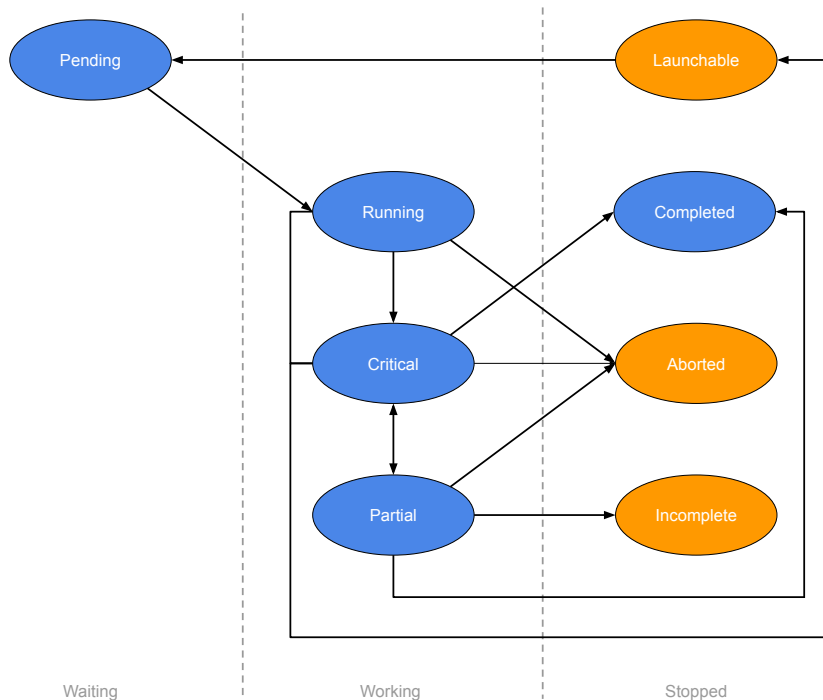 Pending
Launchable
Running
Completed
Critical
Aborted
Partial
Incomplete
Waiting
Working
Stopped